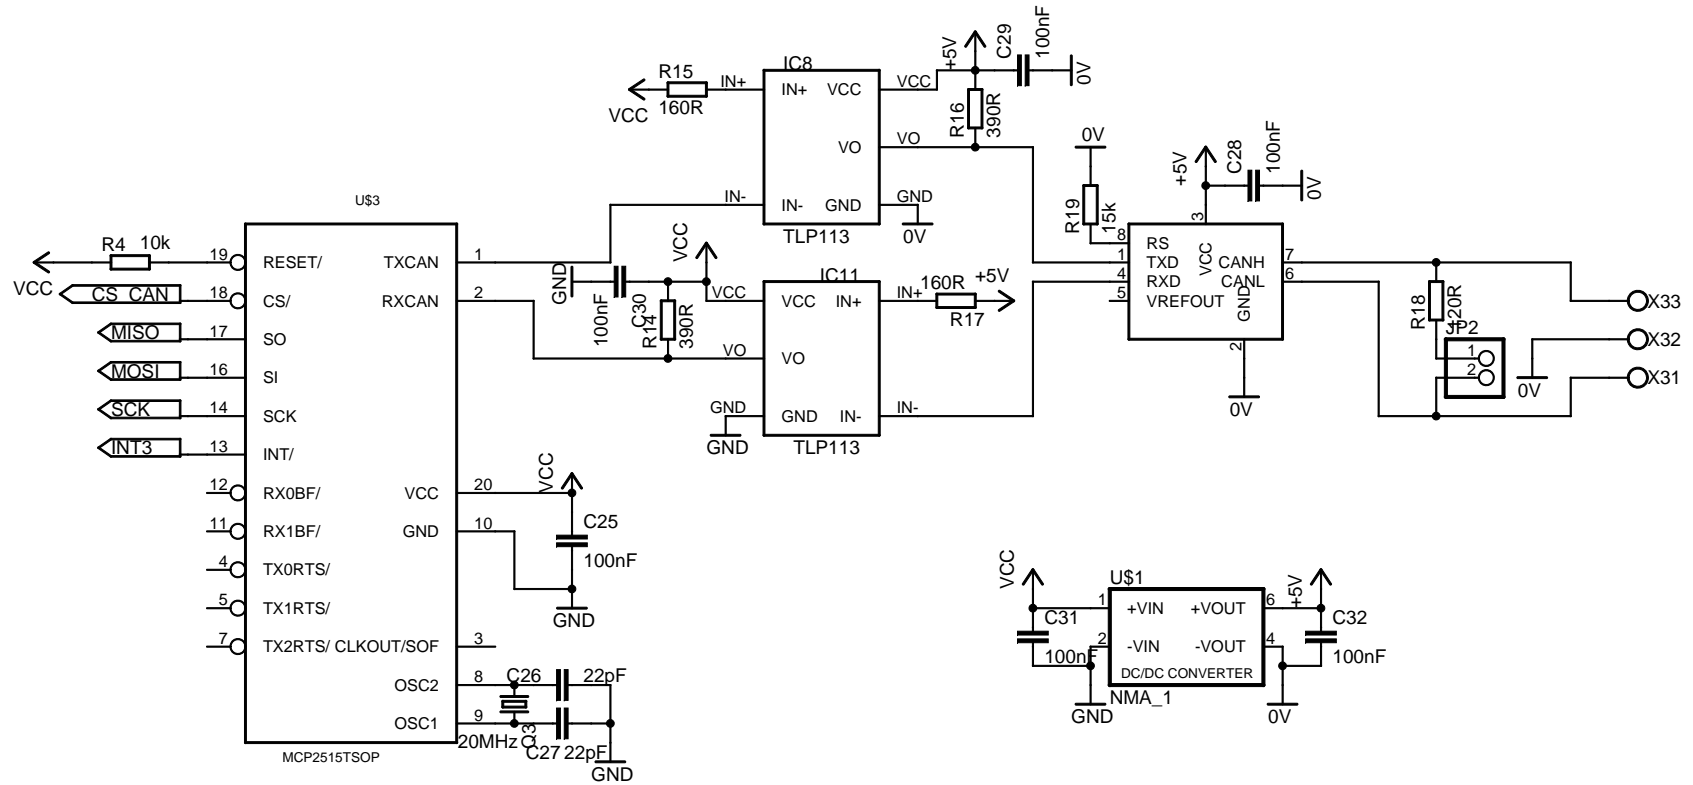 U$3
MCP2515TSOP
RESET/ TXCAN
CS/ RXCAN
SO
SI
SCK
INT/
RX0BF/ VCC
RX1BF/ GND
TX0RTS/
TX1RTS/
TX2RTS/ CLKOUT/SOF
OSC2
OSC1
19
18
17
16
14
13
12
11
4
5
7
1
2
20
10
3
8
9
R4 10k
VCC
CS_CAN
MISO
MOSI
SCK
INT3
VCC
C25
100nF
GND
C26 22pF
20MHz Q3
C27 22pF
GND
R15
160R
VCC
IN+
IN-
IC8
IN+ VCC
VO
IN- GND
TLP113
VCC
VO
GND
0V
+5V
C29
100nF
0V
R16
390R
GND
100nF
C30
VCC
R14
390R
VCC
VO
GND
GND
IC11
VCC IN+
VO
GND IN-
TLP113
IN+
160R +5V
R17
IN-
0V
R19
15k
+5V
C28
100nF
0V
8
1
4
5
3
7
6
2
RS
TXD
RXD
VREFOUT
VCC
CANH
CANL
GND
0V
R18
120R
JP2
1
2
0V
X33
X32
X31
VCC
C31
100nF
GND
U$1
1 +VIN +VOUT 6
2 -VIN -VOUT 4
DC/DC CONVERTER
NMA_1
+5V
C32
100nF
0V